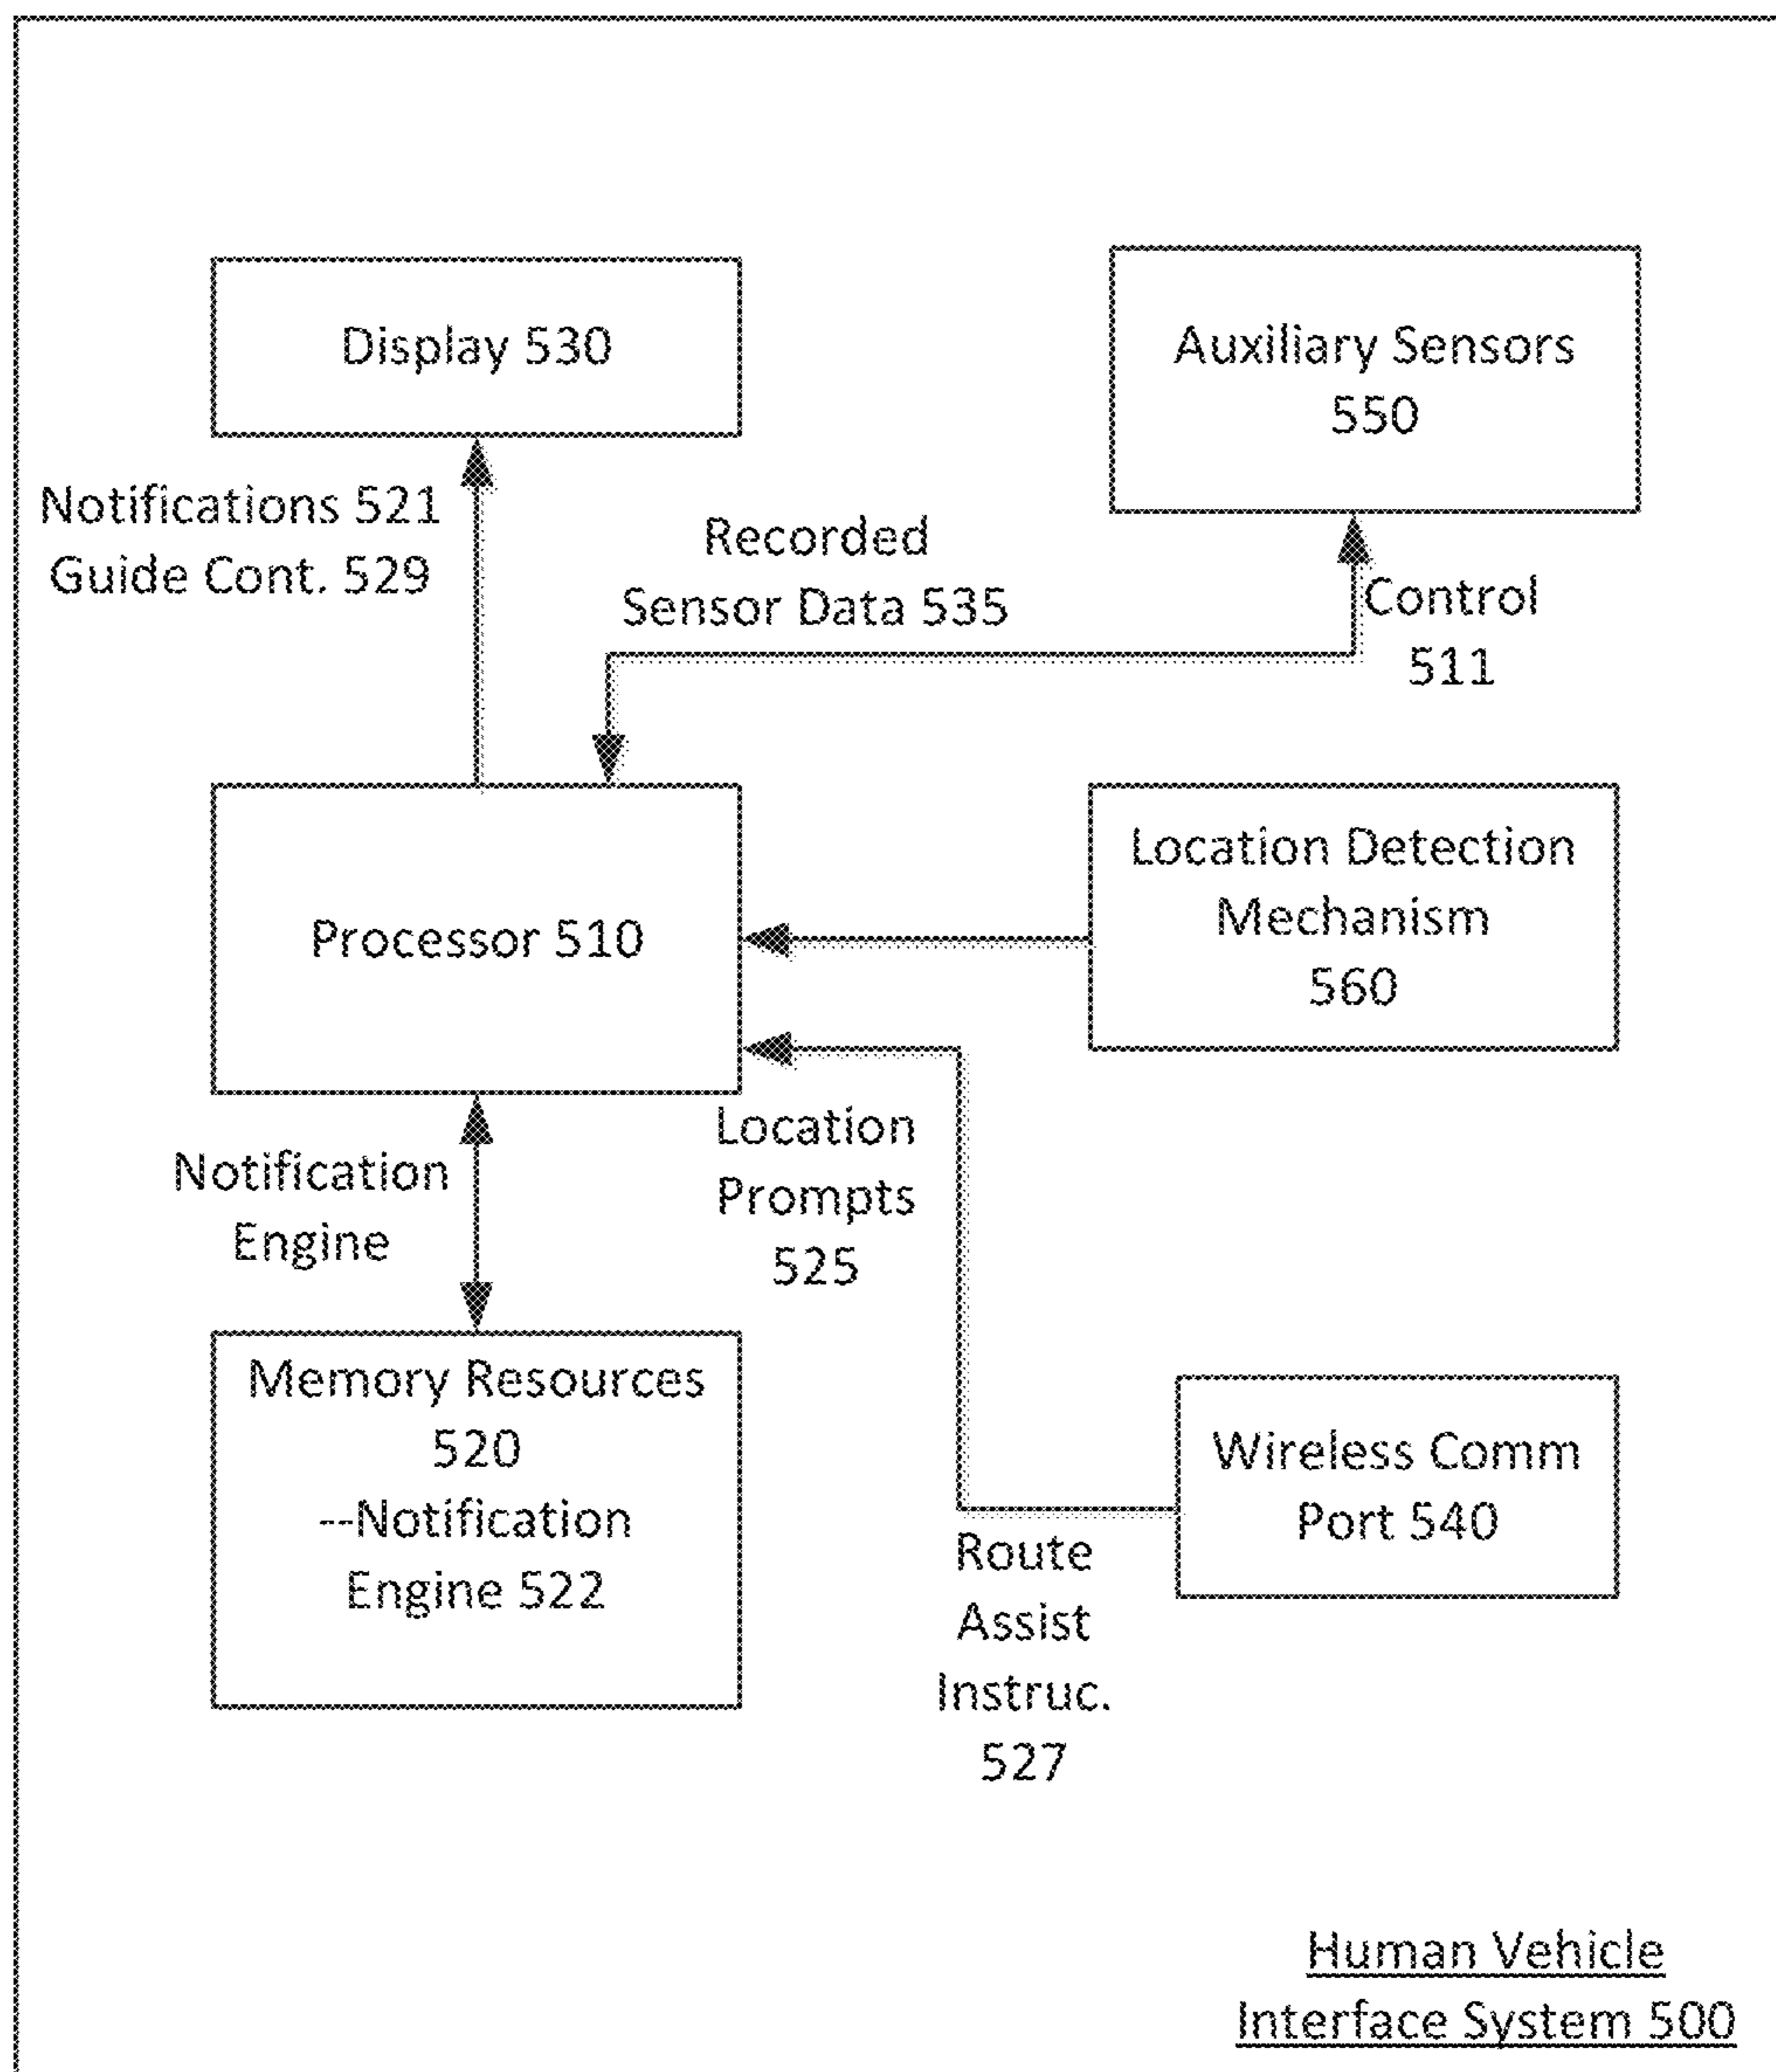 Display 530
Auxiliary Sensors
550
Notifications 521
Guide Cont. 529
Recorded
Sensor Data 535
Control
511
Processor 510
Location Detection
Mechanism
560
Notification
Engine
Location
Prompts
525
Memory Resources
520
--Notification
Engine 522
Wireless Comm
Port 540
Route
Assist
Instruc.
527
Human Vehicle
Interface System 500